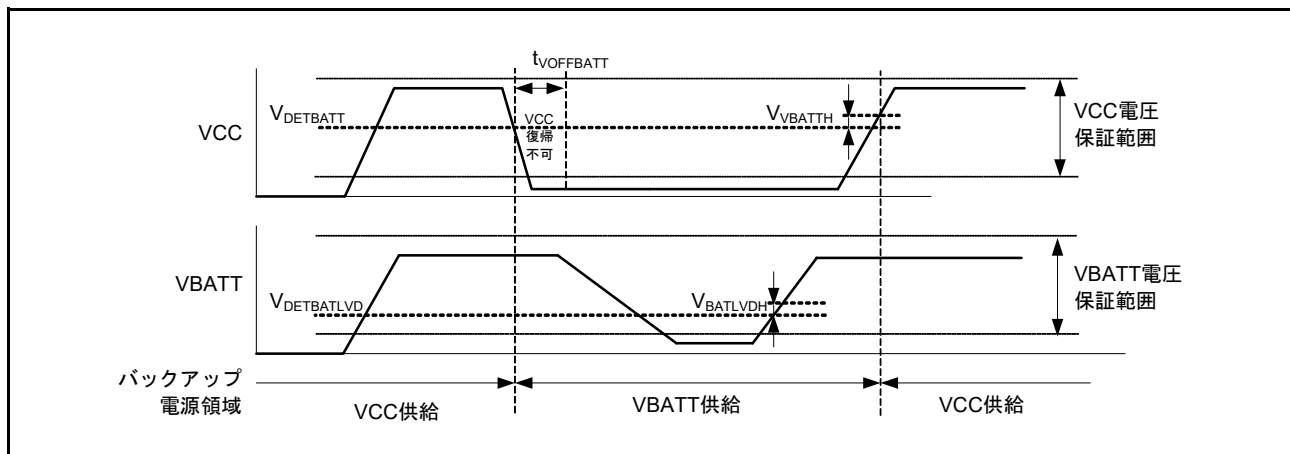 tVOFFBATT
VDETBATT
VCC
VCC
復帰
不可
VVBATTH
VCC電圧
保証範囲
VBATT
VDETBATLVD
VBATLVDH
VBATT電圧
保証範囲
バックアップ
電源領域
VCC供給
VBATT供給
VCC供給